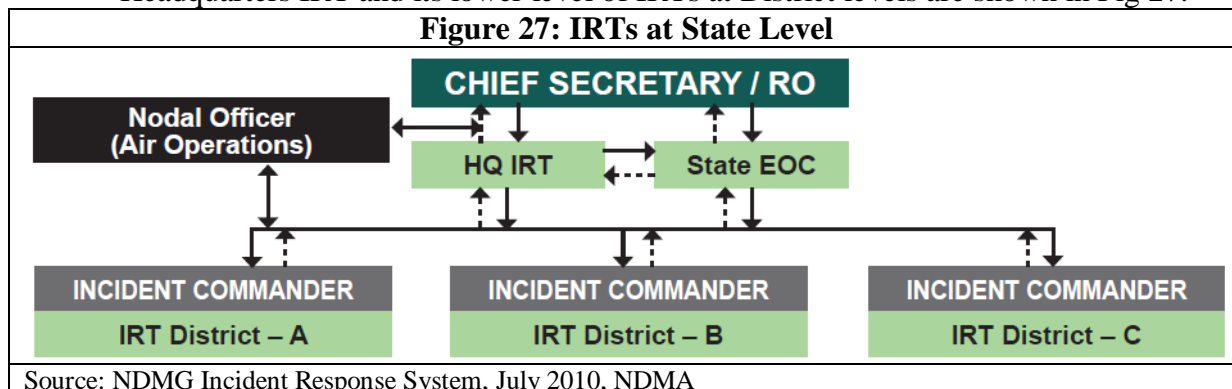 Headquarters IRT and its lower level of IRTs at District levels are shown in Fig 27.
Figure 27: IRTs at State Level
CHIEF SECRETARY / RO
Nodal Officer
(Air Operations)
HQ IRT
State EOC
INCIDENT COMMANDER
IRT District – A
INCIDENT COMMANDER
IRT District – B
INCIDENT COMMANDER
IRT District – C
Source: NDMG Incident Response System, July 2010, NDMA